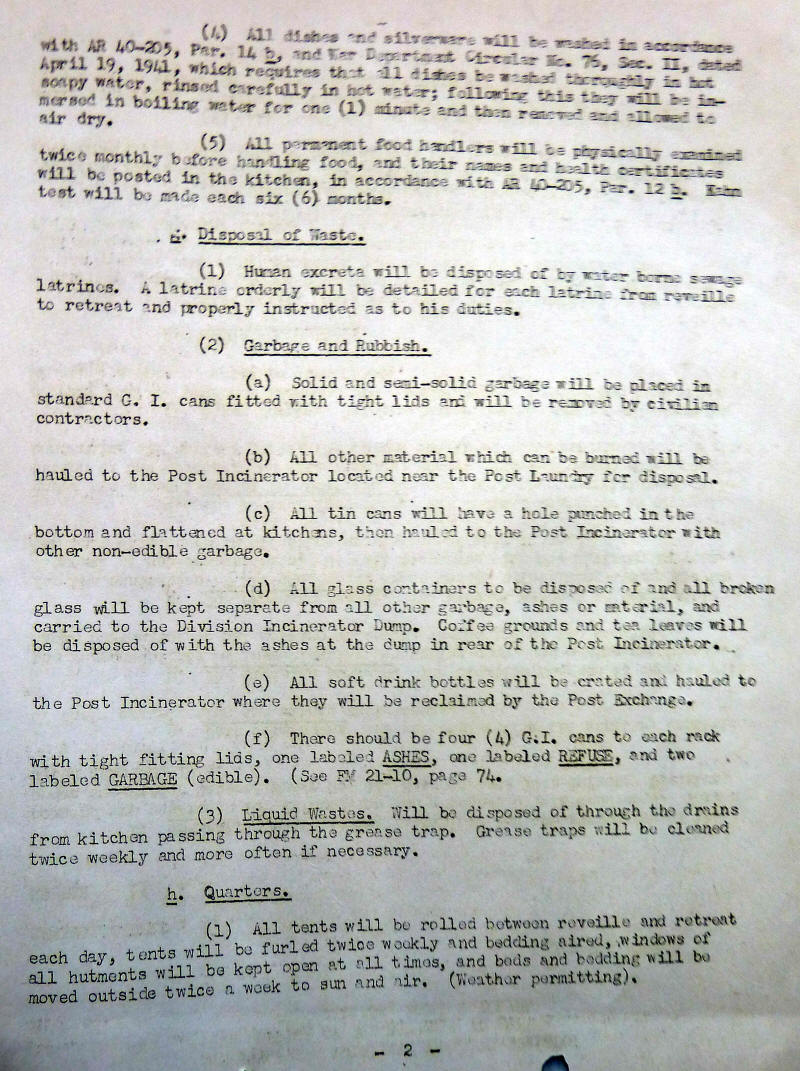 (4) All dishes and silverware will be washed in accordance
with AR 40-205, Par. 14 b, and War Department Circular No. 76, Sec. II, dated
April 19, 1941, which requires that all dishes be washed thoroughly in hot
soapy water, rinsed carefully in hot water; following this they will be im-
mersed in boiling water for one (1) minute and then removed and allowed to
air dry.
(5) All permanent food handlers will be physically examined
twice monthly before handling food, and their names and health certificates
will be posted in the kitchen, in accordance with AR 40-205, Par. 12 b. Kahn
test will be made each six (6) months.
Disposal of Waste.
(1) Human excreta will be disposed of by water borne sewage
latrines. A latrine orderly will be detailed for each latrine from reveille
to retreat and properly instructed as to his duties.
(2) Garbage and Rubbish.
(a) Solid and semi-solid garbage will be placed in
standard G. I. cans fitted with tight lids and will be removed by civilian
contractors.
(b) All other material which can be burned will be
hauled to the Post Incinerator located near the Post Laundry for disposal.
(c) All tin cans will have a hole punched in the
bottom and flattened at kitchens, then hauled to the Post Incinerator with
other non-edible garbage.
(d) All glass containers to be disposed of and all broken
glass will be kept separate from all other garbage, ashes or material, and
carried to the Division Incinerator Dump. Coffee grounds and tea leaves will
be disposed of with the ashes at the dump in rear of the Post Incinerator.
(e) All soft drink bottles will be crated and hauled to
the Post Incinerator where they will be reclaimed by the Post Exchange.
(f) There should be four (4) G.I. cans to each rack
with tight fitting lids, one labeled ASHES, one labeled REFUSE, and two
labeled GARBAGE (edible). (See FM 21-10, page 74.
(3) Liquid Wastes. Will be disposed of through the drains
from kitchen passing through the grease trap. Grease traps will be cleaned
twice weekly and more often if necessary.
h. Quarters.
(1) All tents will be rolled between reveille and retreat
each day, tents will be furled twice weekly and bedding aired, windows of
all hutments will be kept open at all times, and beds and bedding will be
moved outside twice a week to sun and air. (Weather permitting).
- 2 -